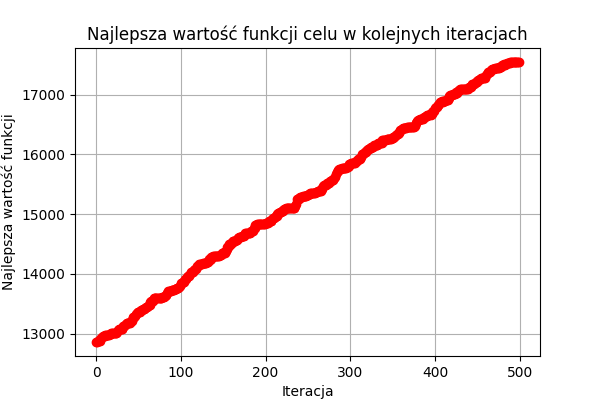 Najlepsza wartość funkcji celu w kolejnych iteracjach
Najlepsza wartość funkcji
17000
16000
15000
14000
13000
0 100 200 300 400 500
Iteracja